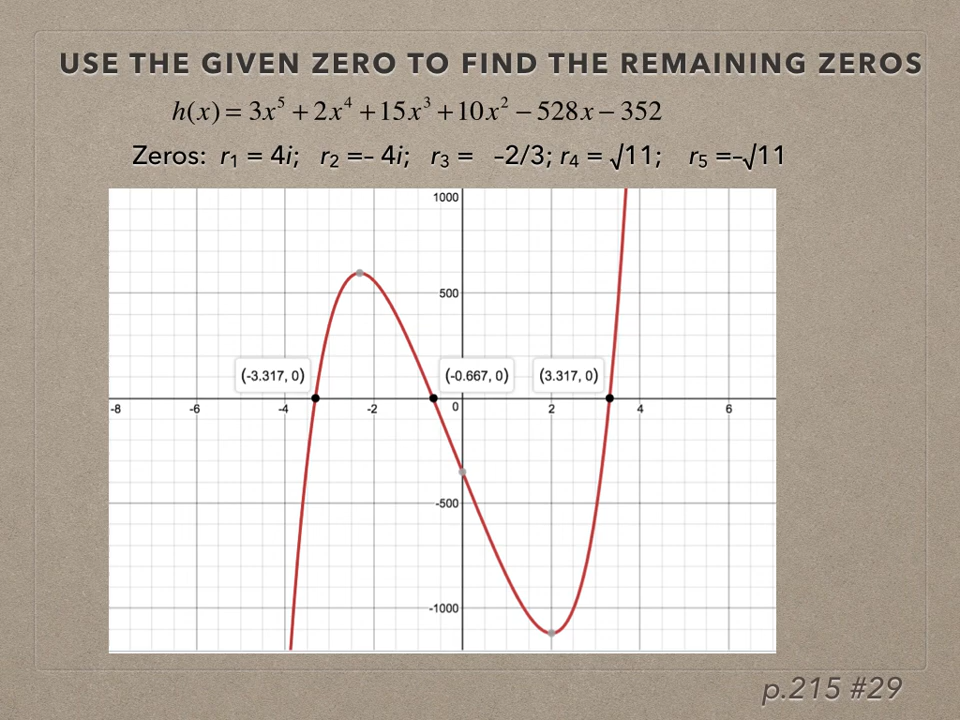 USE THE GIVEN ZERO TO FIND THE REMAINING ZEROS
h(x) = 3x⁵ + 2x⁴ + 15x³ + 10x² − 528x − 352
Zeros: r₁ = 4i; r₂ =– 4i; r₃ = –2/3; r₄ = √11; r₅ =–√11
1000
500
(-3.317, 0) (-0.667, 0) (3.317, 0)
-8 -6 -4 -2 0 2 4 6
-500
-1000
p.215 #29